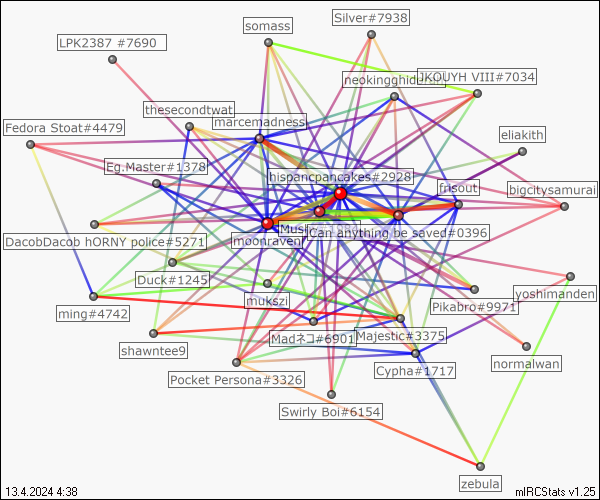 Silver#7938
somass
LPK2387 #7690
JKOUYH VIII#7034
thesecondtwat
marcemadness
Fedora Stoat#4479
eliakith
Eg.Master#1378
hispancpancakes#2928
frisout
bigcitysamurai
Can anything be saved#0396
DacobDacob hORNY police#5271
moonraven
Duck#1245
yoshimanden
mukszi
Pikabro#9971
ming#4742
Madネコ#6901
Majestic#3375
shawntee9
normalwan
Cypha#1717
Pocket Persona#3326
Swirly Boi#6154
zebula
13.4.2024 4:38
mIRCStats v1.25